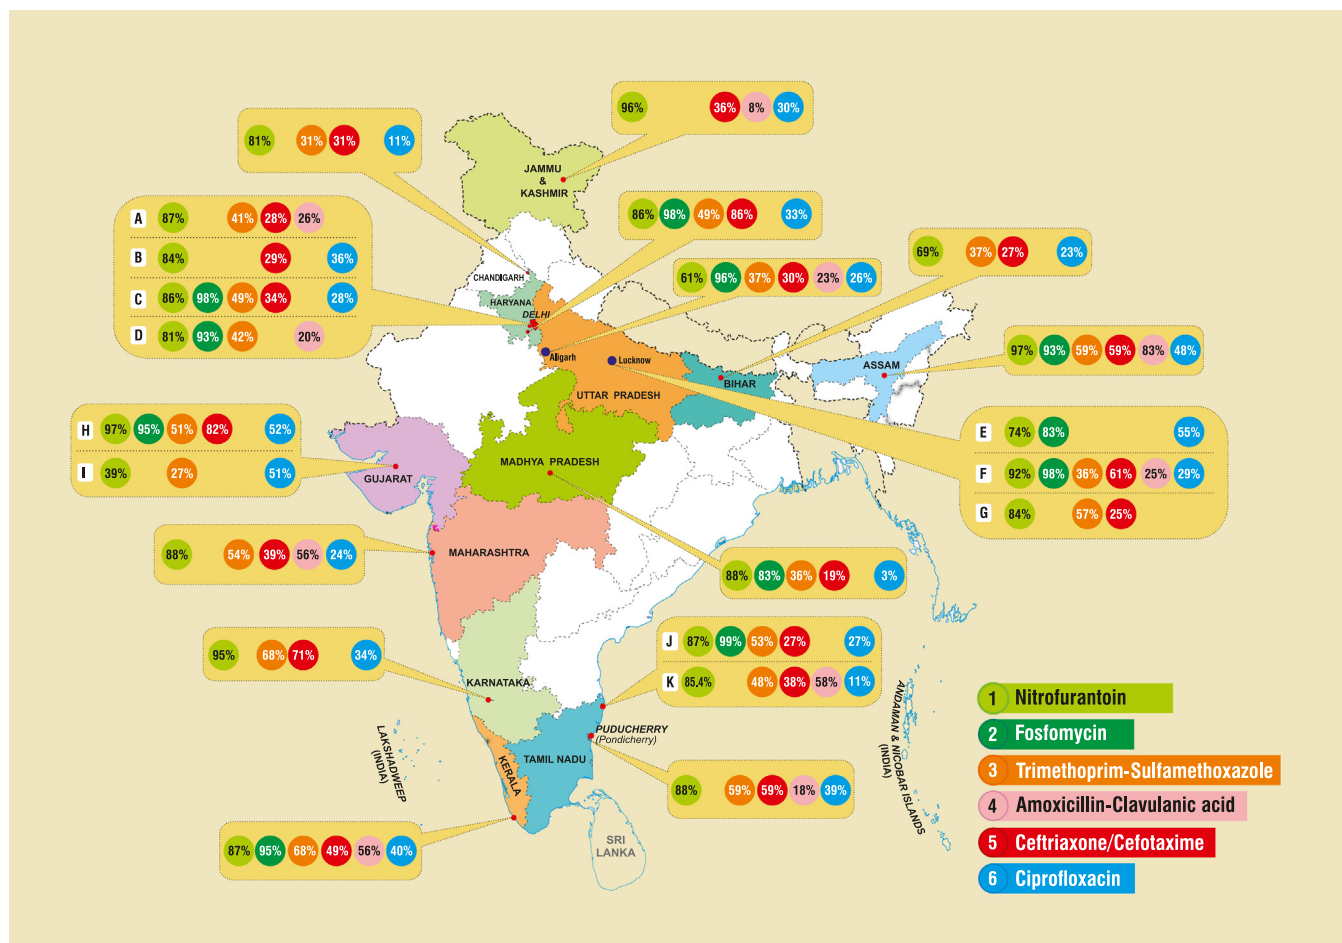 96% 36% 8% 30%
81% 31% 31% 11%
JAMMU
&
KASHMIR
A 87% 41% 28% 26%
B 84% 29% 36%
C 86% 98% 49% 34% 28%
D 81% 93% 42% 20%
86% 98% 49% 86% 33%
69% 37% 27% 23%
61% 96% 37% 30% 23% 26%
CHANDIGARH
HARYANA
DELHI
Aligarh
Lucknow
UTTAR PRADESH
BIHAR
ASSAM
97% 93% 59% 59% 83% 48%
H 97% 95% 51% 82% 52%
I 39% 27% 51%
E 74% 83% 55%
F 92% 98% 36% 61% 25% 29%
G 84% 57% 25%
GUJARAT
MADHYA PRADESH
88% 54% 39% 56% 24%
MAHARASHTRA
88% 83% 36% 19% 3%
95% 68% 71% 34%
J 87% 99% 53% 27% 27%
K 85,4% 48% 38% 58% 11%
KARNATAKA
PUDUCHERRY
(Pondicherry)
TAMIL NADU
KERALA
LAKSHADWEEP
(INDIA)
ANDAMAN & NICOBAR ISLANDS
(INDIA)
88% 59% 59% 18% 39%
87% 95% 68% 49% 56% 40%
SRI
LANKA
1 Nitrofurantoin
2 Fosfomycin
3 Trimethoprim-Sulfamethoxazole
4 Amoxicillin-Clavulanic acid
5 Ceftriaxone/Cefotaxime
6 Ciprofloxacin